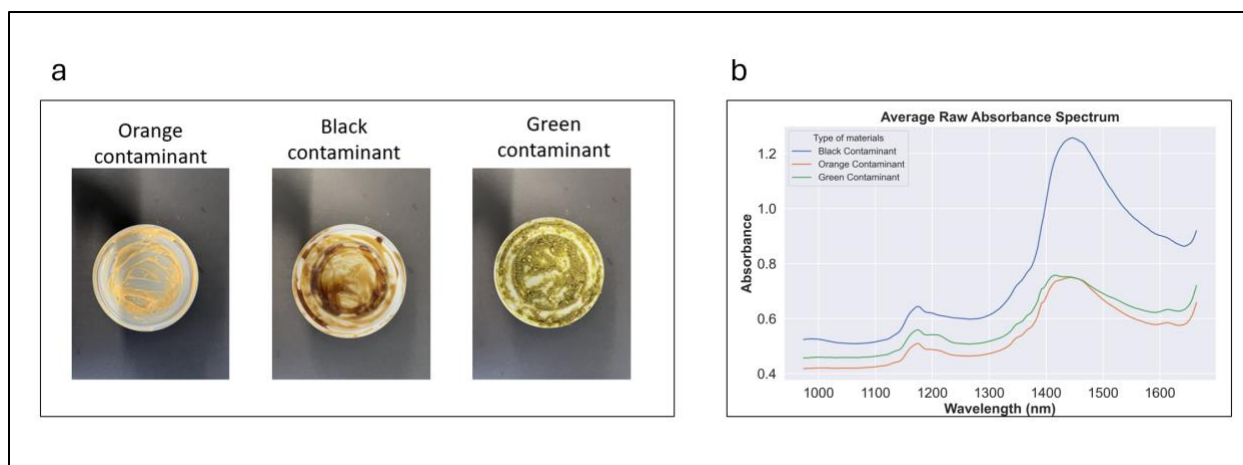 a
Orange
contaminant
Black
contaminant
Green
contaminant
b
Average Raw Absorbance Spectrum
Type of materials
Black Contaminant
Orange Contaminant
Green Contaminant
Absorbance
1.2
1.0
0.8
0.6
0.4
1000 1100 1200 1300 1400 1500 1600
Wavelength (nm)